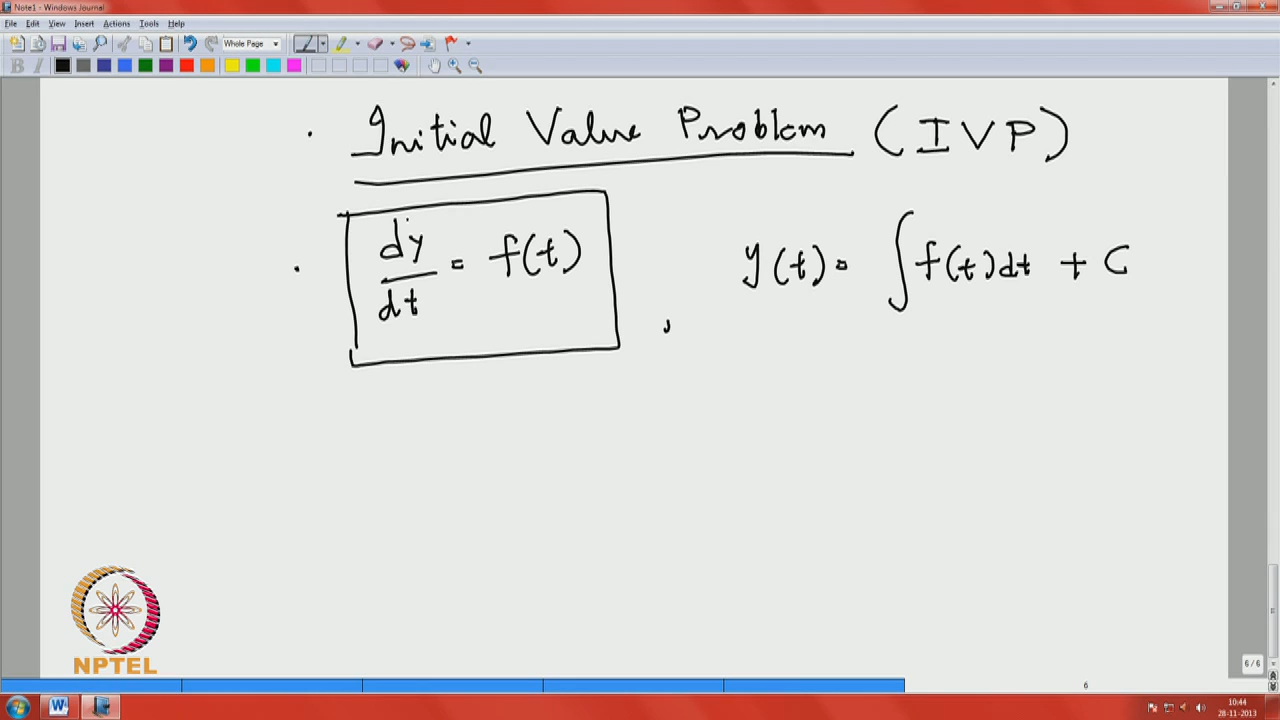 Note1 - Windows Journal
File Edit View Insert Actions Tools Help
Whole Page
B I
Initial Value Problem (IVP)
dy/dt = f(t) y(t) = ∫ f(t) dt + C
NPTEL
6/6
6
W
10:44
28-11-2013